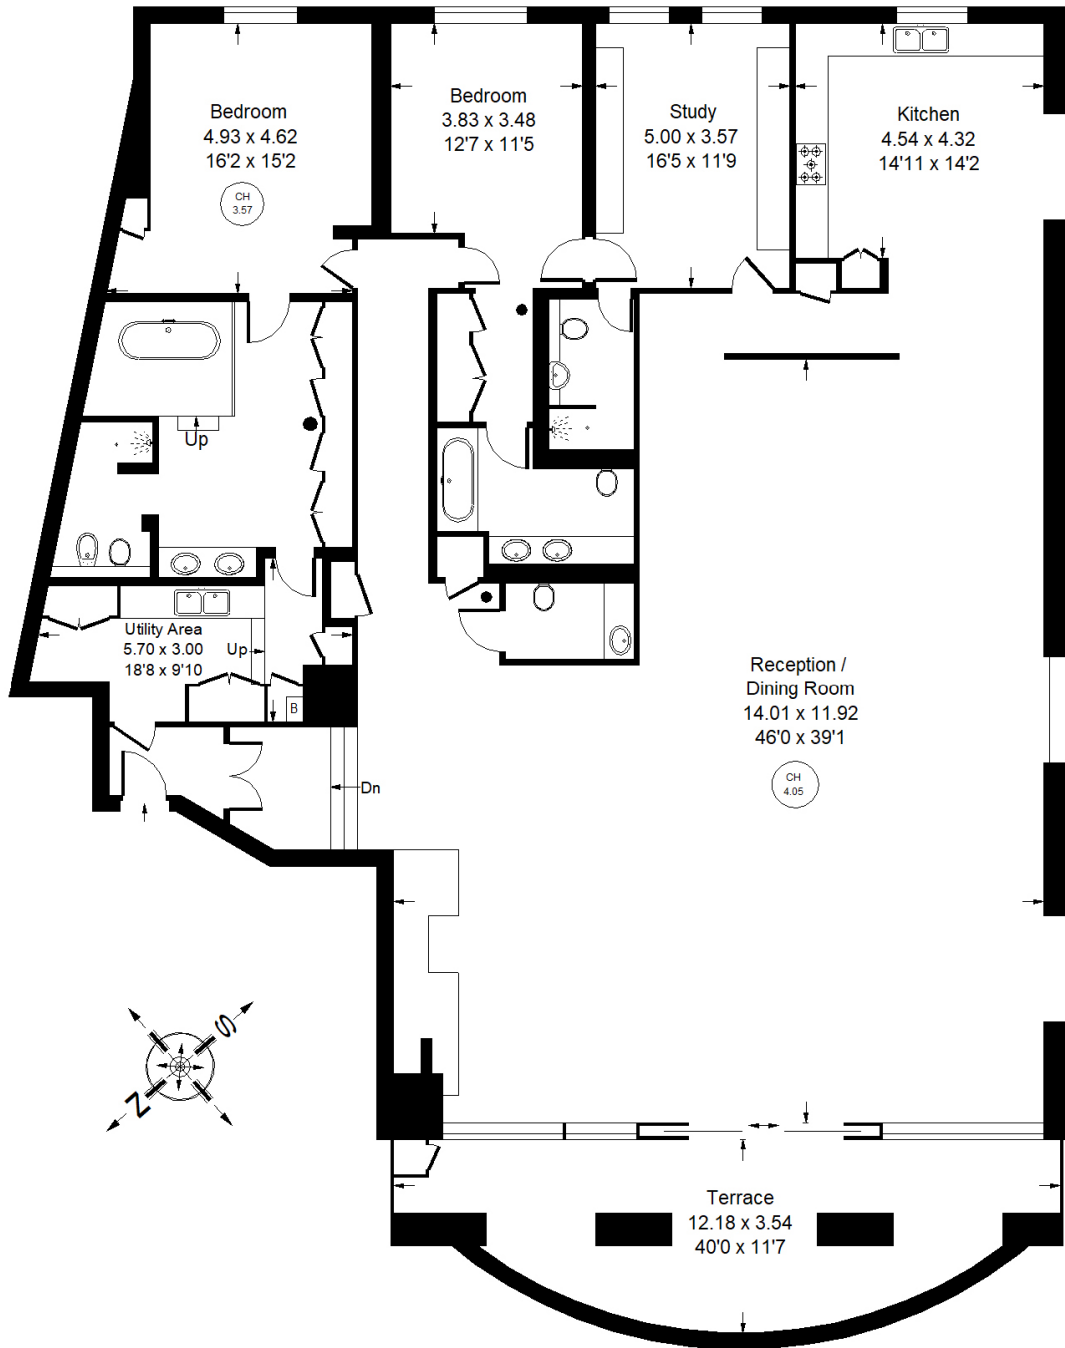 Bedroom
4.93 x 4.62
16'2 x 15'2
CH
3.57
Bedroom
3.83 x 3.48
12'7 x 11'5
Study
5.00 x 3.57
16'5 x 11'9
Kitchen
4.54 x 4.32
14'11 x 14'2
Up
Utility Area
5.70 x 3.00
18'8 x 9'10
Up
B
Dn
Reception /
Dining Room
14.01 x 11.92
46'0 x 39'1
CH
4.05
S
N
Terrace
12.18 x 3.54
40'0 x 11'7